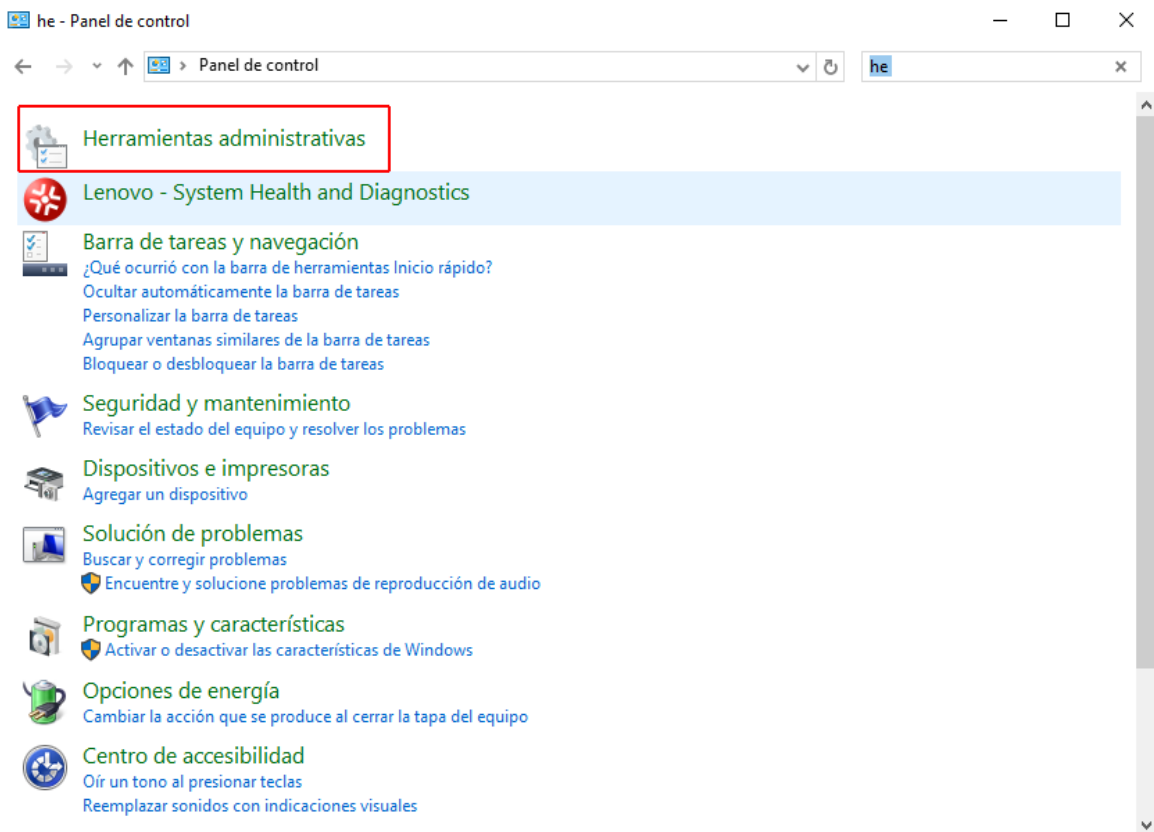 he - Panel de control
Panel de control
he
Herramientas administrativas
Lenovo - System Health and Diagnostics
Barra de tareas y navegación
¿Qué ocurrió con la barra de herramientas Inicio rápido?
Ocultar automáticamente la barra de tareas
Personalizar la barra de tareas
Agrupar ventanas similares de la barra de tareas
Bloquear o desbloquear la barra de tareas
Seguridad y mantenimiento
Revisar el estado del equipo y resolver los problemas
Dispositivos e impresoras
Agregar un dispositivo
Solución de problemas
Buscar y corregir problemas
Encuentre y solucione problemas de reproducción de audio
Programas y características
Activar o desactivar las características de Windows
Opciones de energía
Cambiar la acción que se produce al cerrar la tapa del equipo
Centro de accesibilidad
Oír un tono al presionar teclas
Reemplazar sonidos con indicaciones visuales